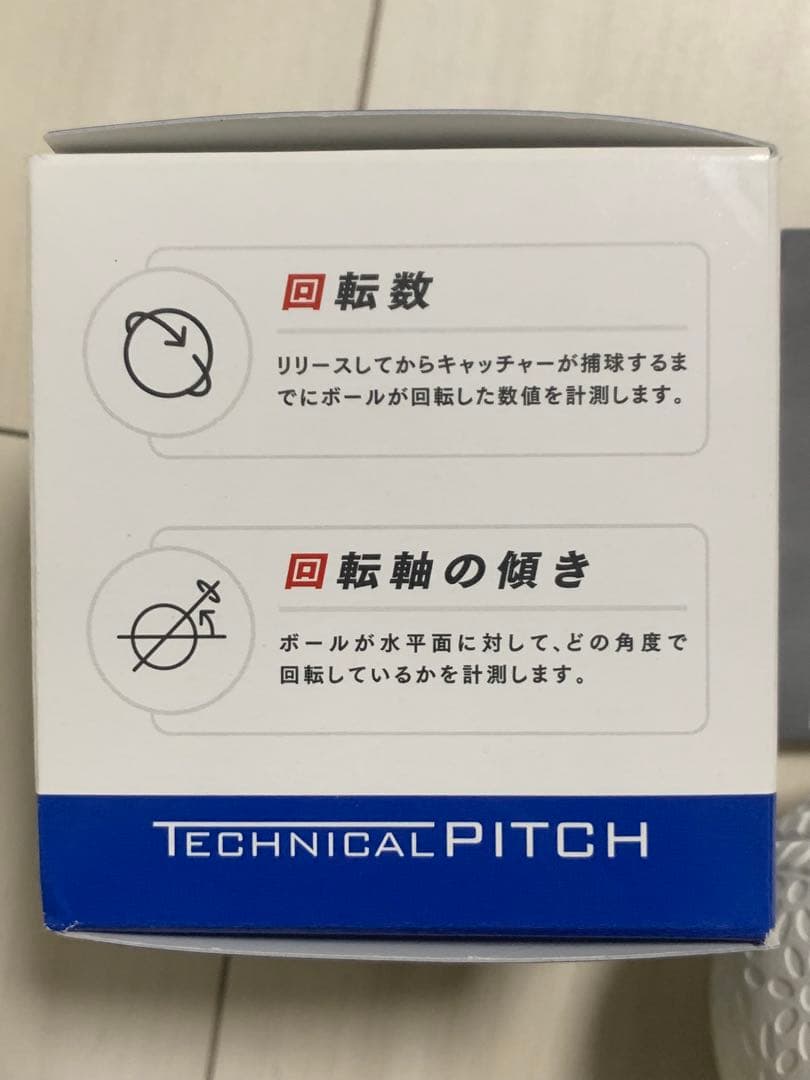 回転数
リリースしてからキャッチャーが捕球するま
でにボールが回転した数値を計測します。
回転軸の傾き
ボールが水平面に対して、どの角度で
回転しているかを計測します。
TECHNICAL PITCH